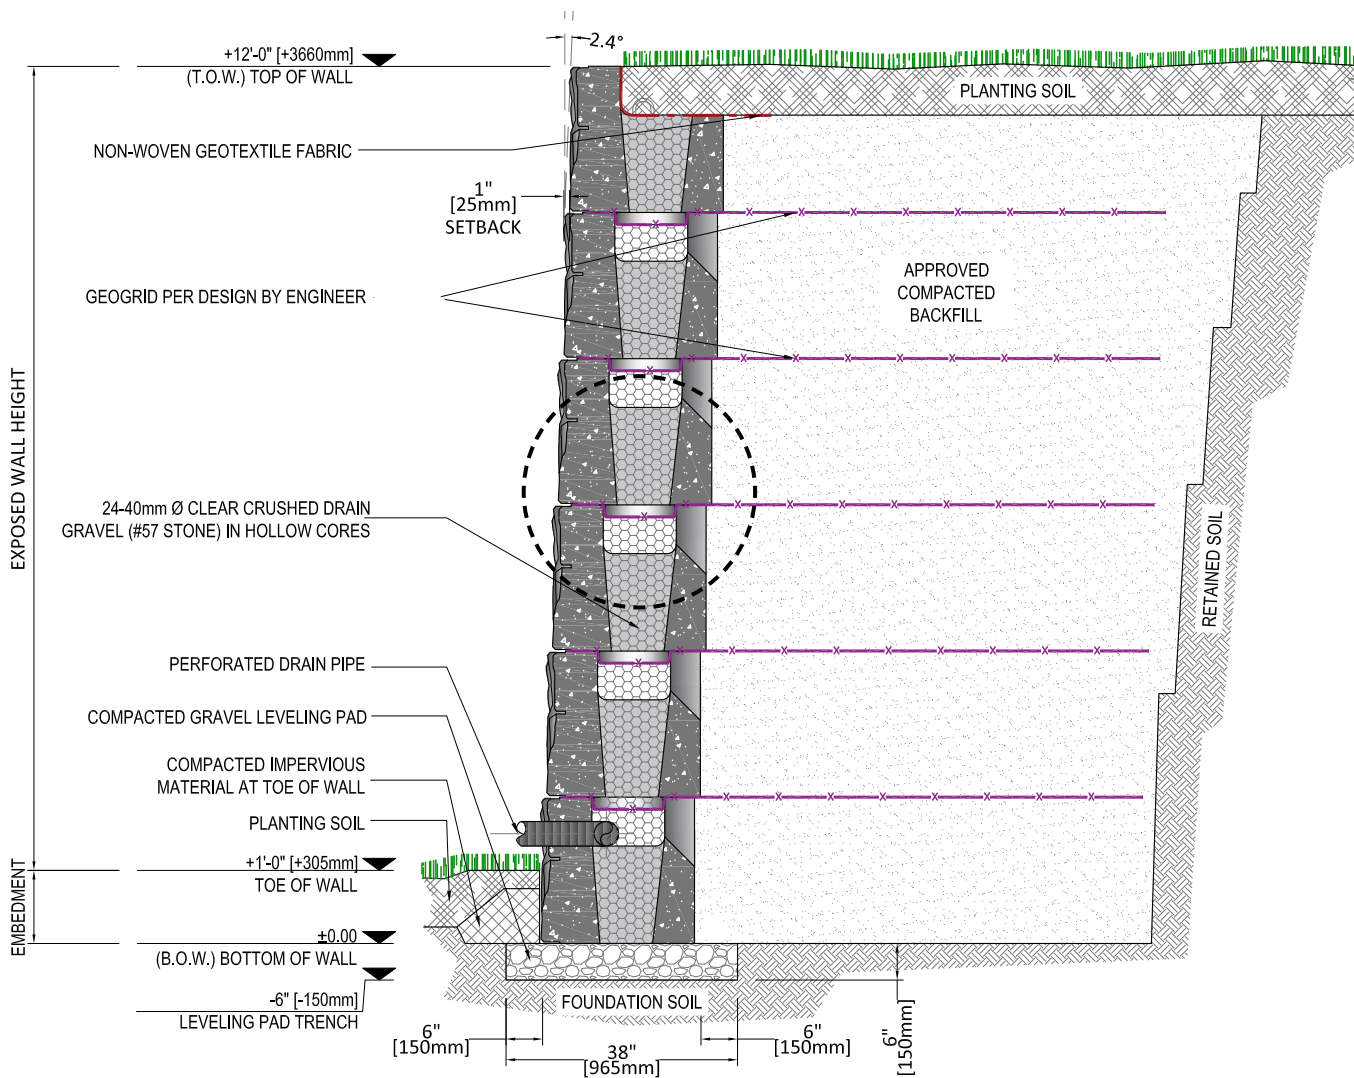 2.4°
+12'-0" [+3660mm]
(T.O.W.) TOP OF WALL
PLANTING SOIL
NON-WOVEN GEOTEXTILE FABRIC
1"
[25mm]
SETBACK
GEOGRID PER DESIGN BY ENGINEER
APPROVED
COMPACTED
BACKFILL
EXPOSED WALL HEIGHT
24-40mm Ø CLEAR CRUSHED DRAIN
GRAVEL (#57 STONE) IN HOLLOW CORES
RETAINED SOIL
PERFORATED DRAIN PIPE
COMPACTED GRAVEL LEVELING PAD
COMPACTED IMPERVIOUS
MATERIAL AT TOE OF WALL
PLANTING SOIL
+1'-0" [+305mm]
TOE OF WALL
EMBEDMENT
±0.00
(B.O.W.) BOTTOM OF WALL
-6" [-150mm]
LEVELING PAD TRENCH
FOUNDATION SOIL
6"
[150mm]
38"
[965mm]
6"
[150mm]
6"
[150mm]